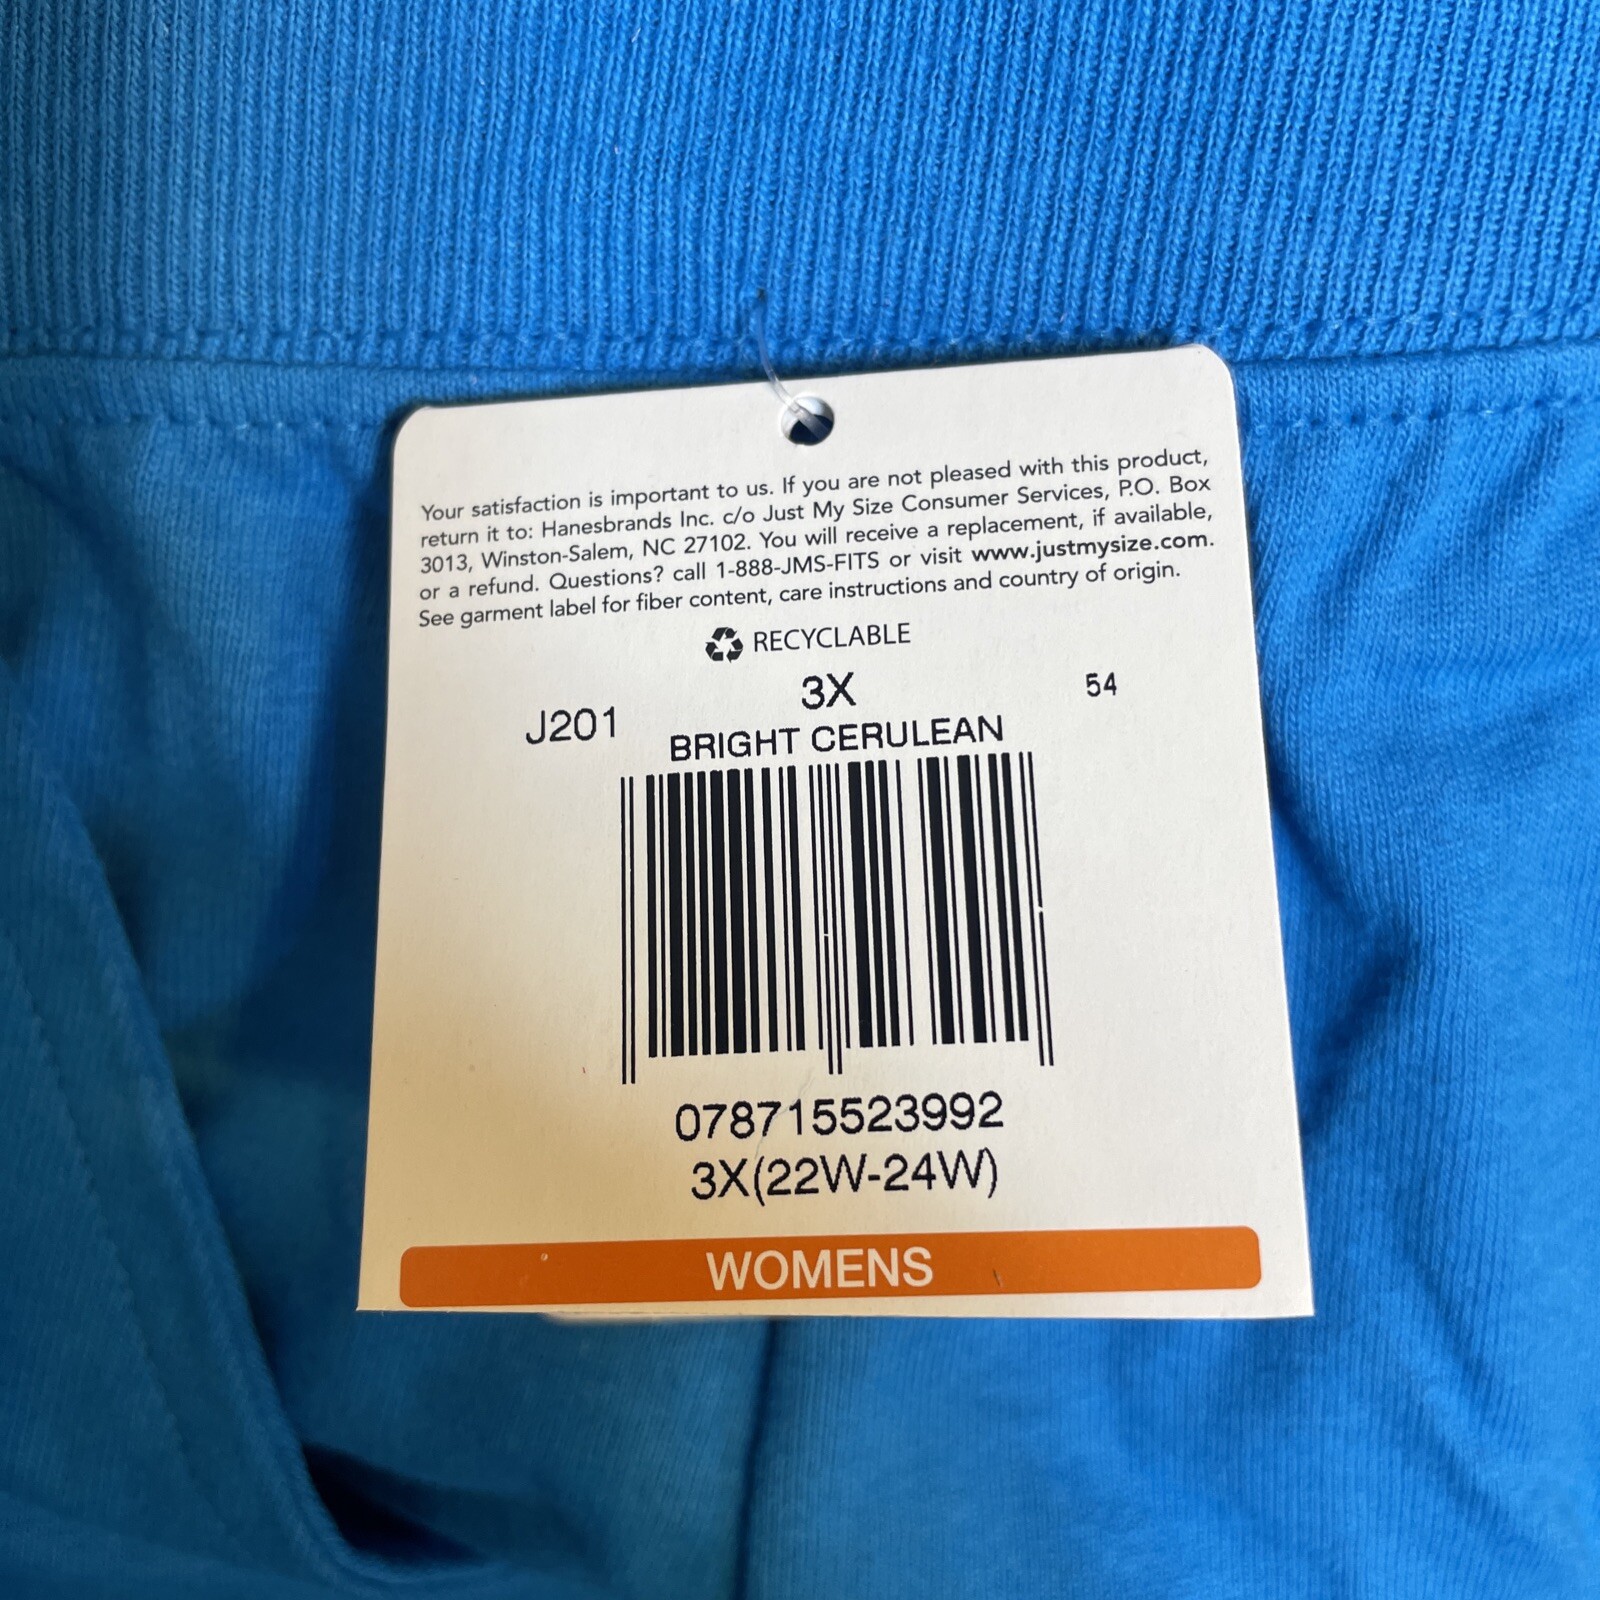 Your satisfaction is important to us. If you are not pleased with this product,
return it to: Hanesbrands Inc. c/o Just My Size Consumer Services, P.O. Box
3013, Winston-Salem, NC 27102. You will receive a replacement, if available,
or a refund. Questions? call 1-888-JMS-FITS or visit www.justmysize.com.
See garment label for fiber content, care instructions and country of origin.
RECYCLABLE
3X
54
J201
BRIGHT CERULEAN
078715523992
3X(22W-24W)
WOMENS